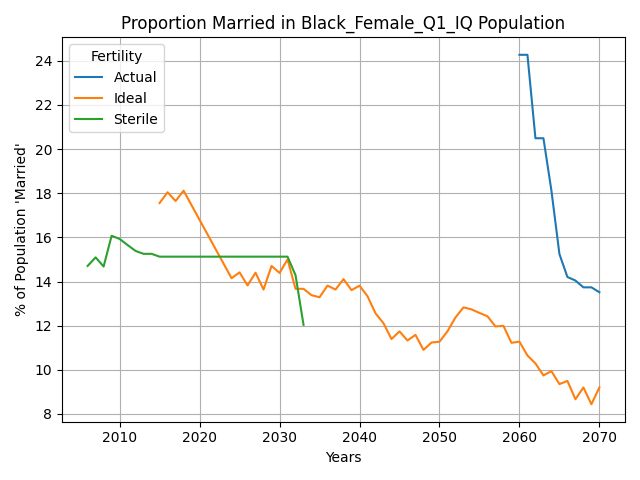 Proportion Married in Black_Female_Q1_IQ Population
% of Population 'Married'
Fertility
Actual
Ideal
Sterile
24
22
20
18
16
14
12
10
8
2010 2020 2030 2040 2050 2060 2070
Years